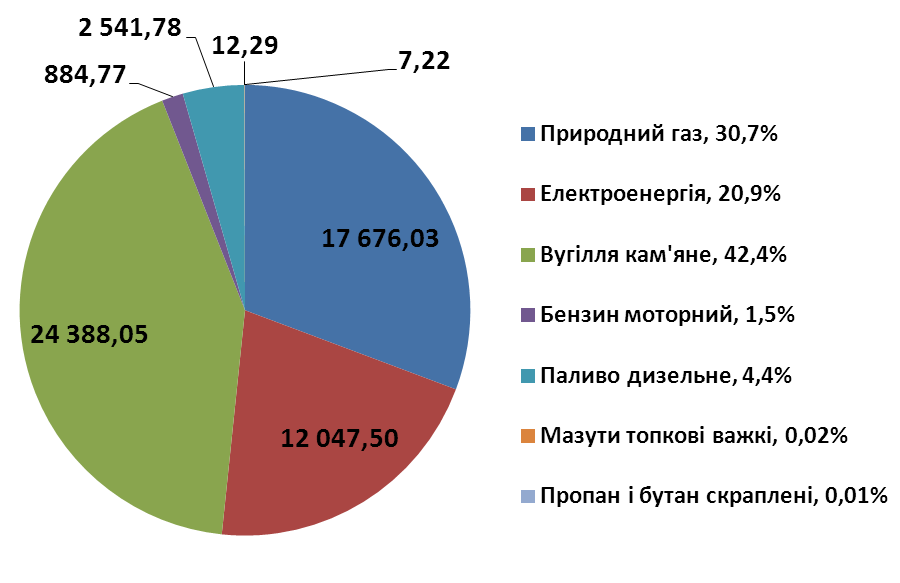 2 541,78
12,29
7,22
884,77
17 676,03
24 388,05
12 047,50
Природний газ, 30,7%
Електроенергія, 20,9%
Вугілля кам'яне, 42,4%
Бензин моторний, 1,5%
Паливо дизельне, 4,4%
Мазути топкові важкі, 0,02%
Пропан і бутан скраплені, 0,01%